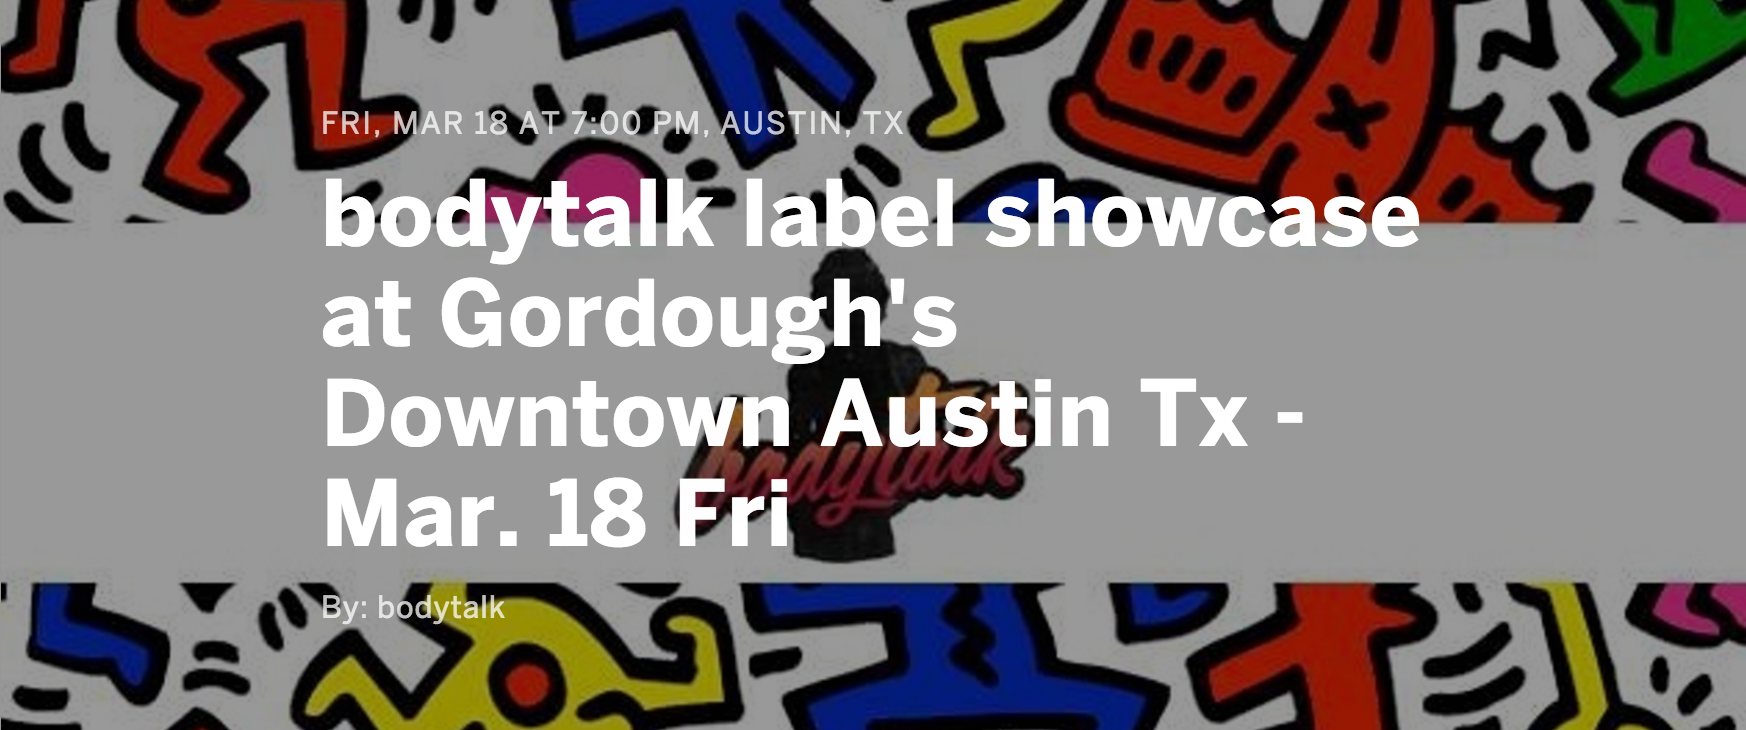 FRI, MAR 18 AT 7:00 PM, AUSTIN, TX
bodytalk label showcase
at Gordough's
Downtown Austin Tx -
Mar. 18 Fri
bodytalk
By: bodytalk